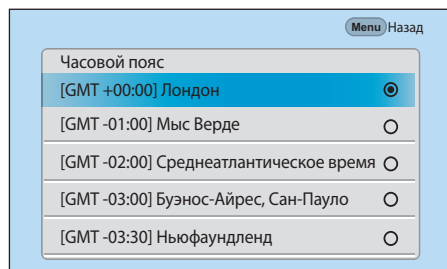 Menu Назад
Часовой пояс
[GMT +00:00] Лондон
[GMT -01:00] Мыс Верде
[GMT -02:00] Среднеатлантическое время
[GMT -03:00] Буэнос-Айрес, Сан-Пауло
[GMT -03:30] Ньюфаундленд